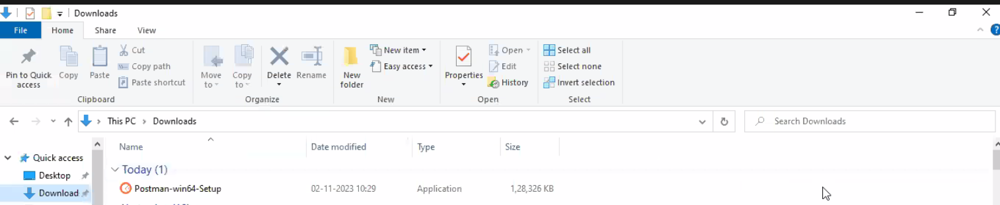 Downloads
File Home Share View
Pin to Quick access
Copy
Paste
Cut
Copy path
Paste shortcut
Clipboard
Move to
Copy to
Delete
Rename
Organize
New folder
New item
Easy access
New
Properties
Open
Edit
History
Open
Select all
Select none
Invert selection
Select
This PC > Downloads
Search Downloads
Name Date modified Type Size
Quick access
Desktop
Download
Today (1)
Postman-win64-Setup 02-11-2023 10:29 Application 1,28,326 KB